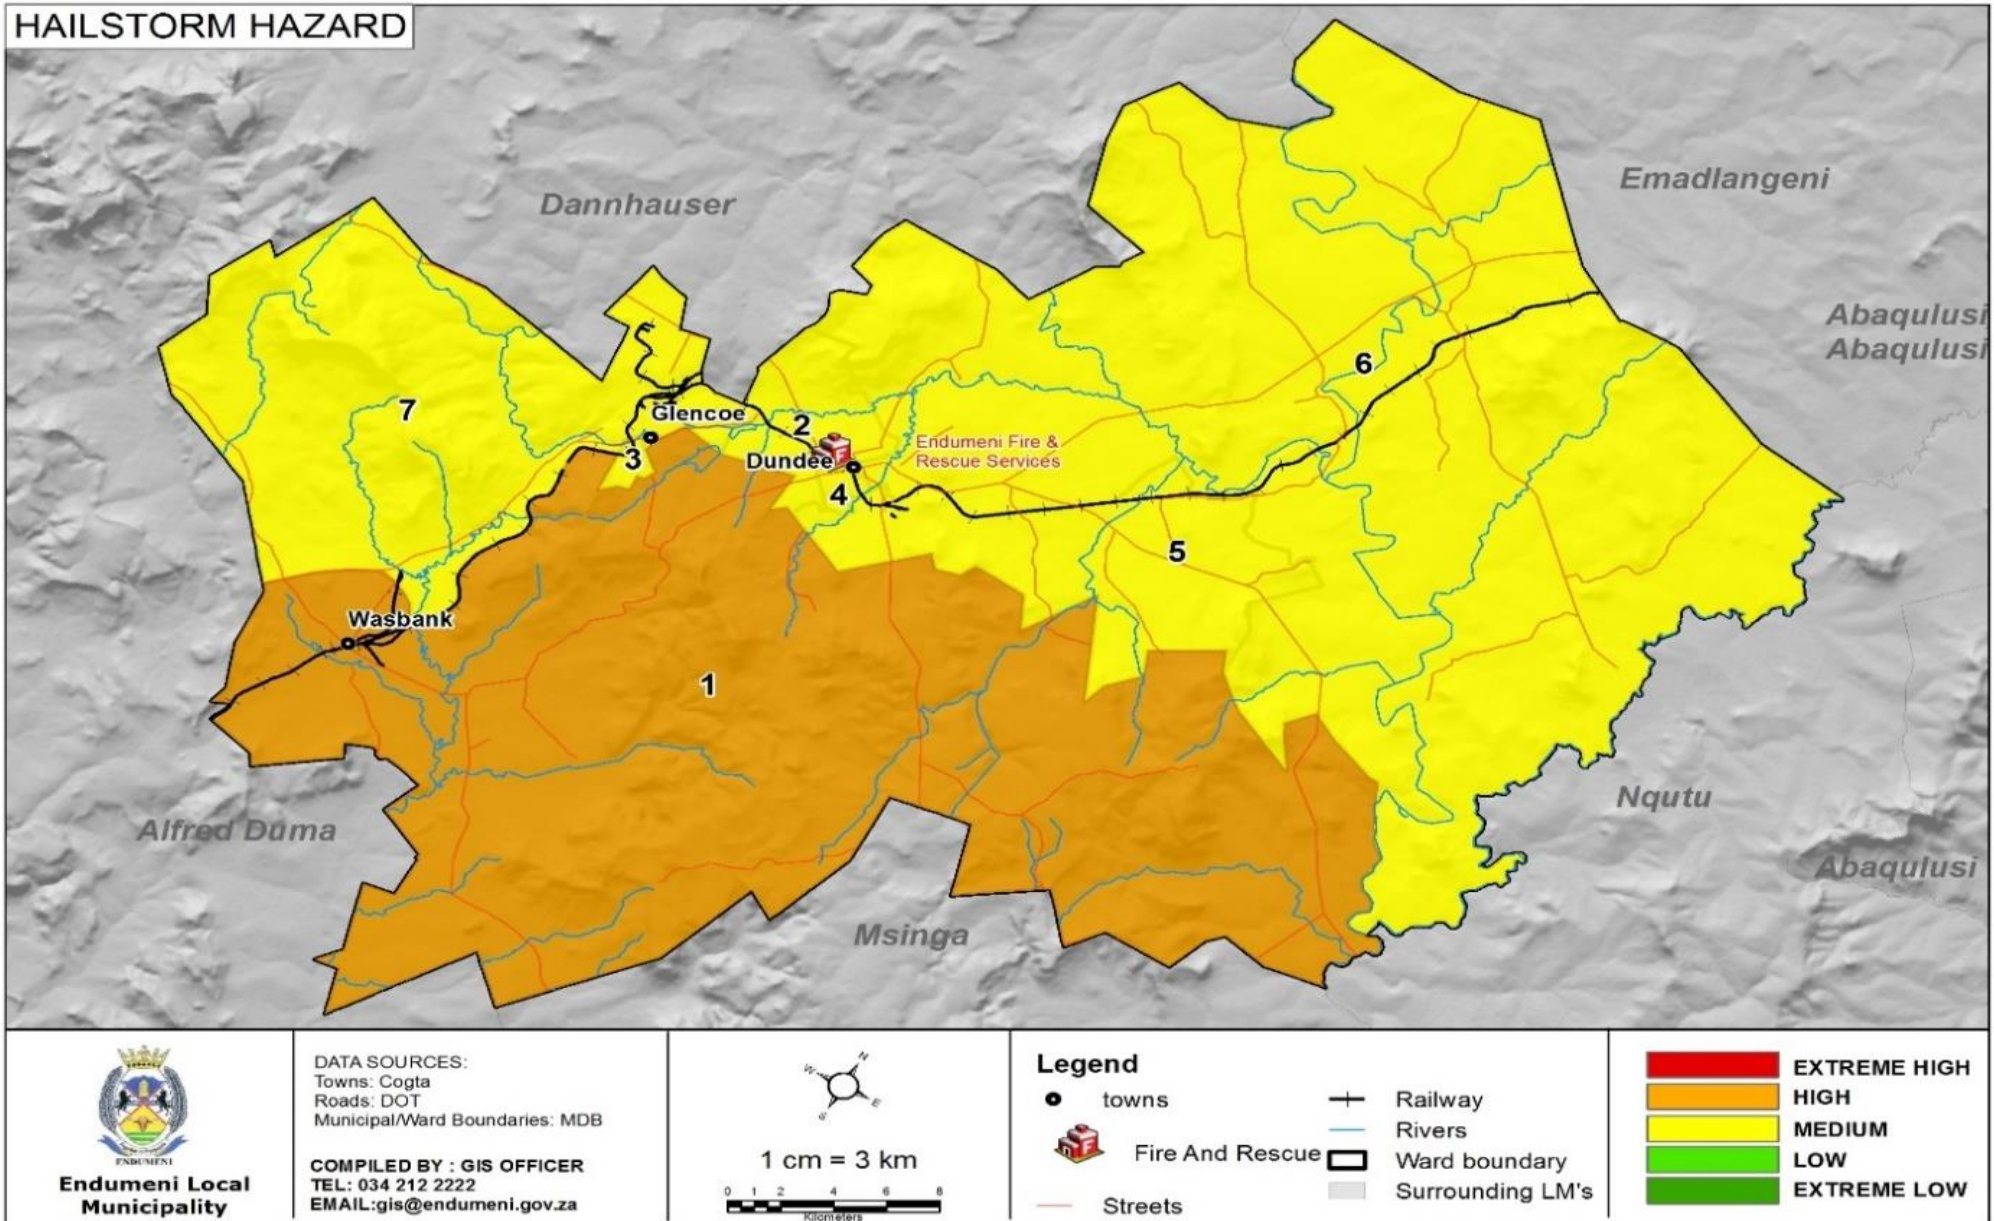 HAILSTORM HAZARD
Emadlangeni
Dannhauser
Abaqulusi
Abaqulusi
6
7
Glencoe
2
Endumeni Fire &
Rescue Services
3
Dundee
4
5
Wasbank
1
Nqutu
Alfred Duma
Abaqulusi
Msinga
ENDUMENI
Endumeni Local
Municipality
DATA SOURCES:
Towns: Cogta
Roads: DOT
Municipal/Ward Boundaries: MDB
COMPILED BY : GIS OFFICER
TEL: 034 212 2222
EMAIL:gis@endumeni.gov.za
N
W
E
S
1 cm = 3 km
0 1 2 4 6 8
Kilometers
Legend
towns
Fire And Rescue
Streets
Railway
Rivers
Ward boundary
Surrounding LM's
EXTREME HIGH
HIGH
MEDIUM
LOW
EXTREME LOW